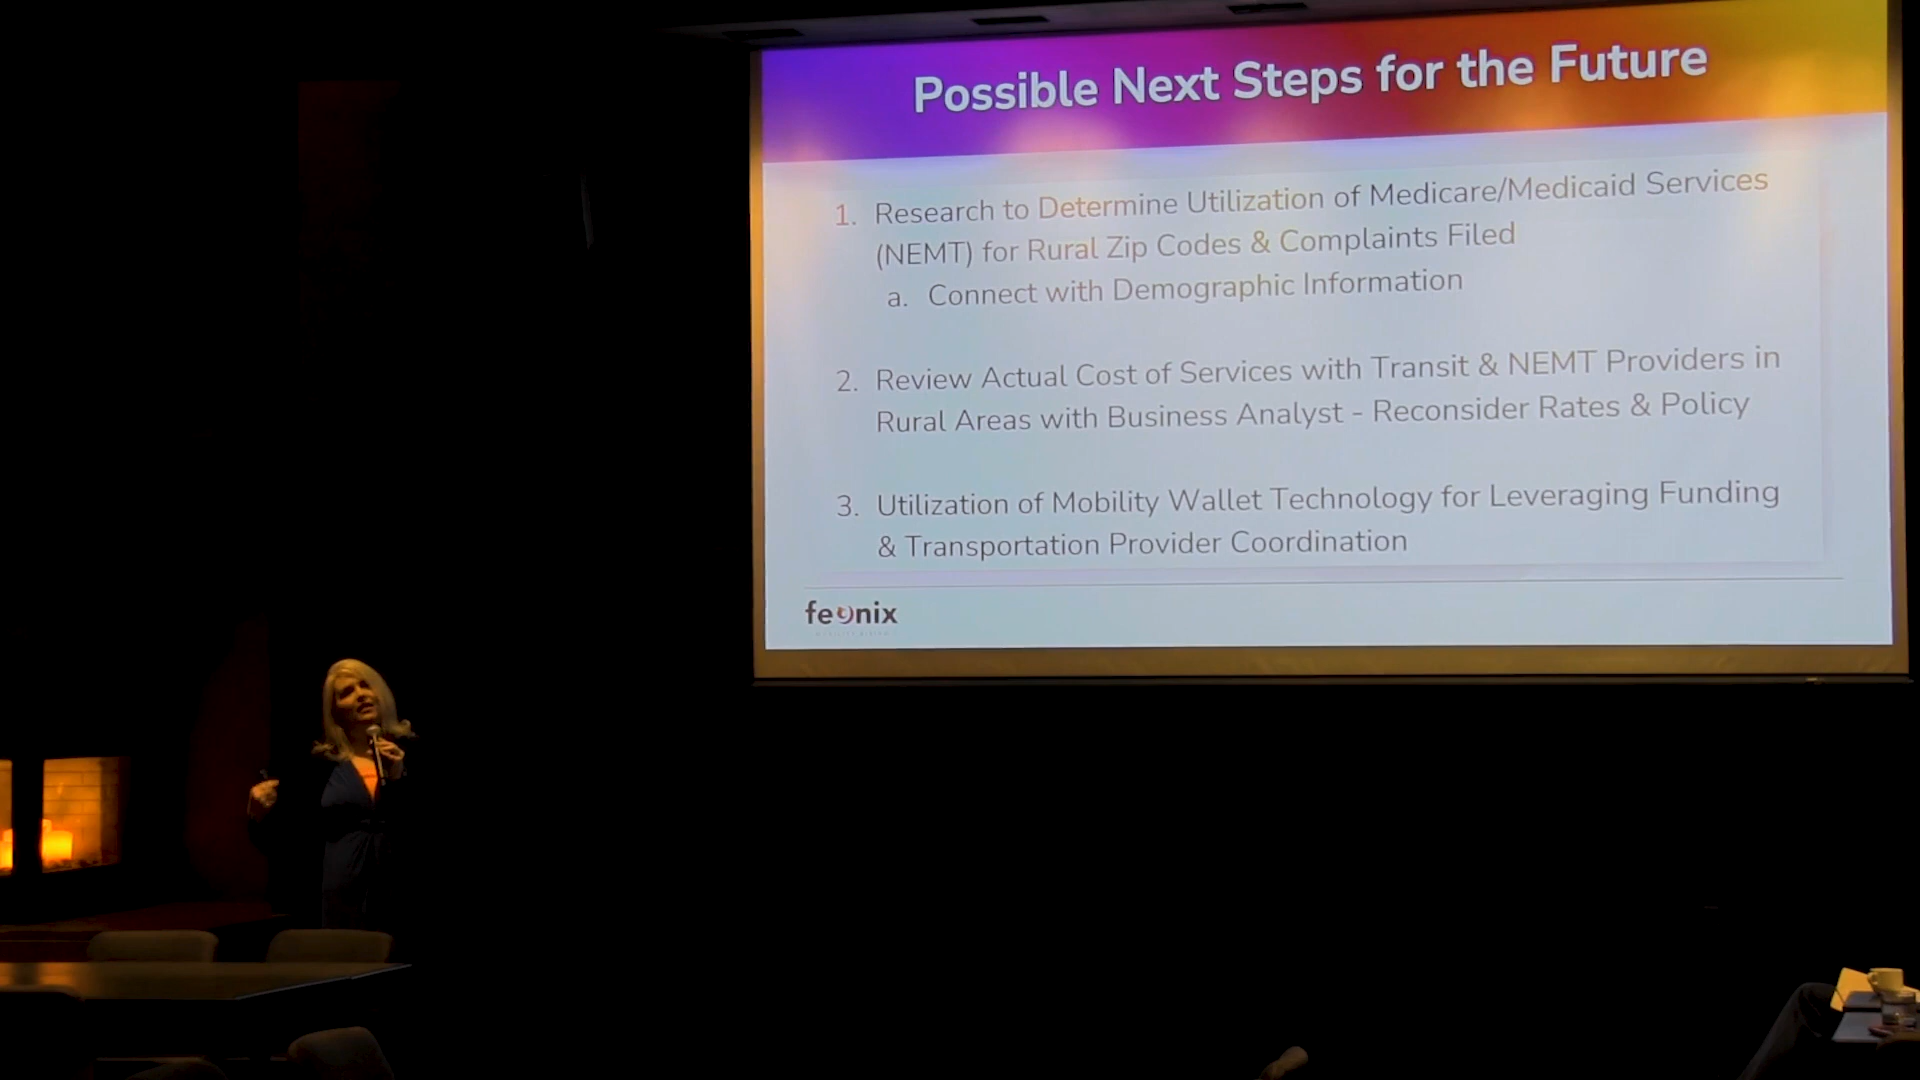 Possible Next Steps for the Future
1. Research to Determine Utilization of Medicare/Medicaid Services
(NEMT) for Rural Zip Codes & Complaints Filed
a. Connect with Demographic Information
2. Review Actual Cost of Services with Transit & NEMT Providers in
Rural Areas with Business Analyst - Reconsider Rates & Policy
3. Utilization of Mobility Wallet Technology for Leveraging Funding
& Transportation Provider Coordination
feonix